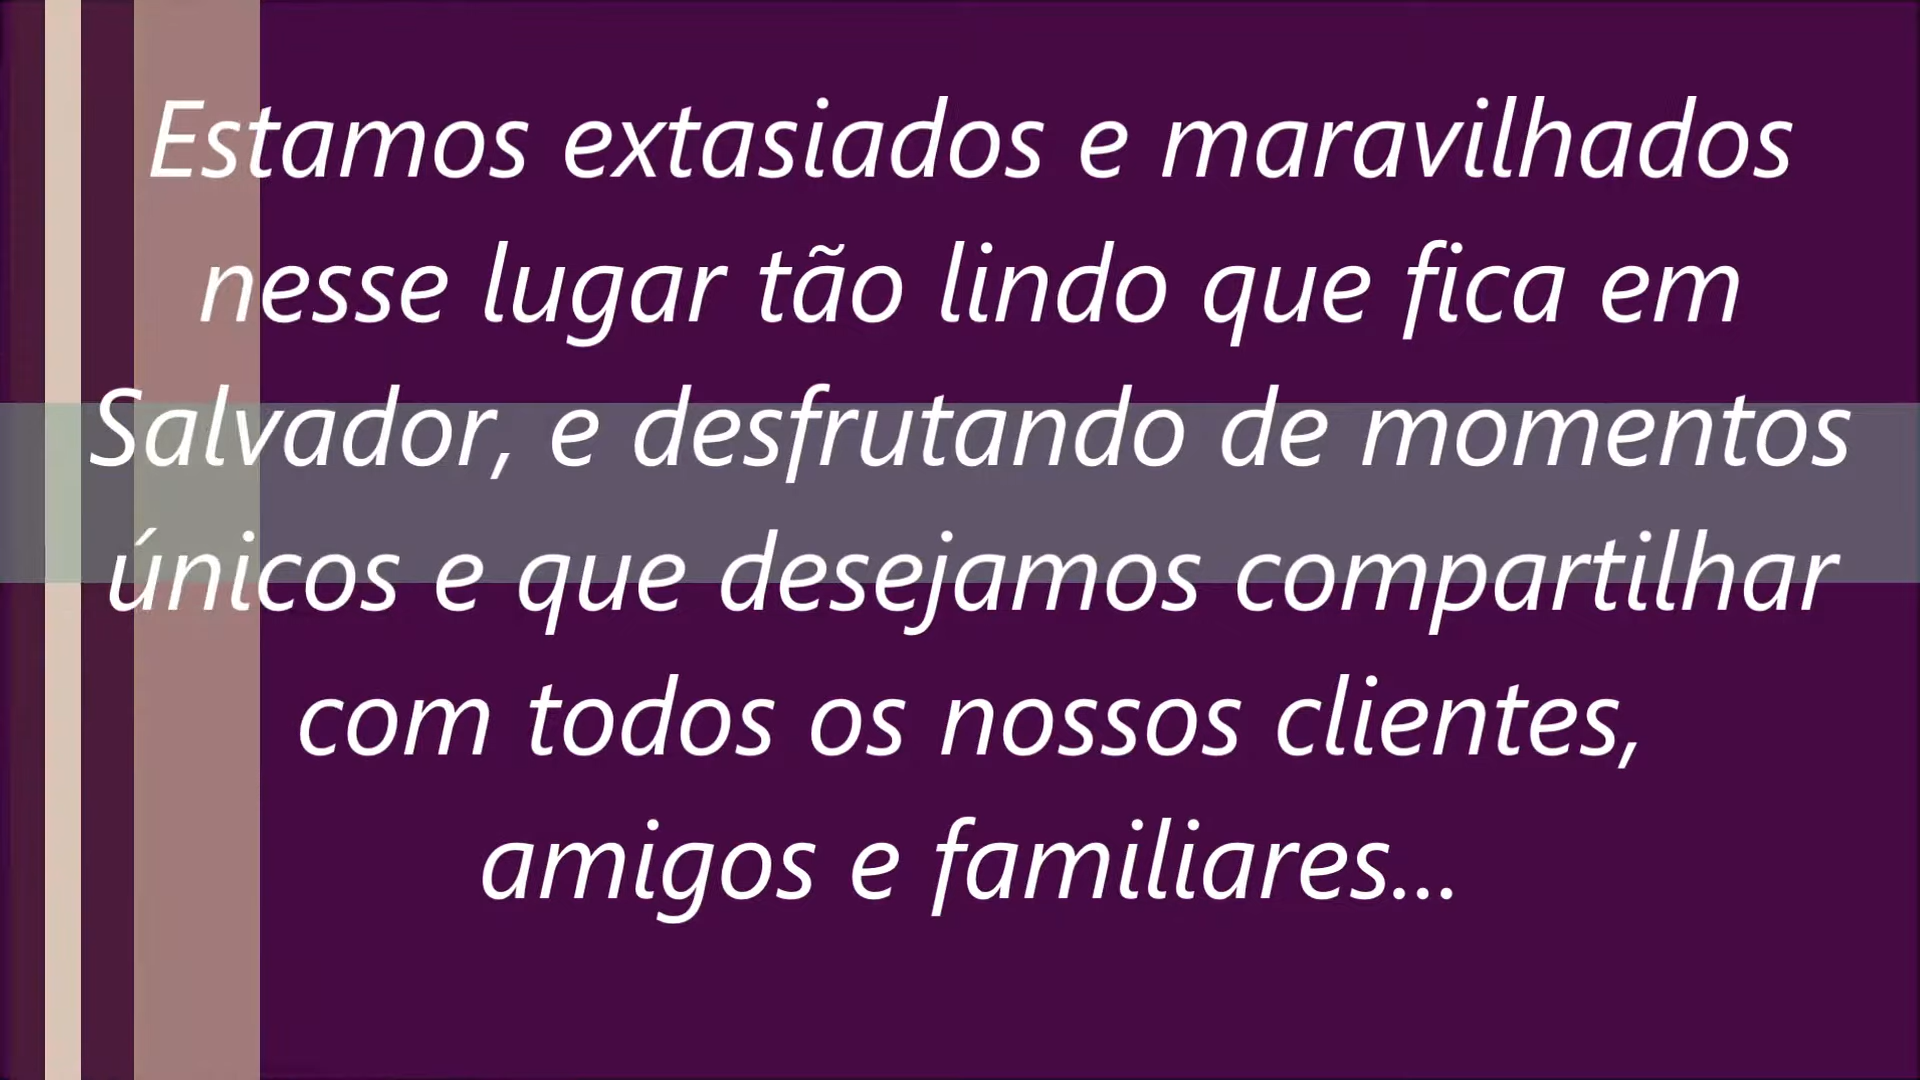 Estamos extasiados e maravilhados
nesse lugar tão lindo que fica em
Salvador, e desfrutando de momentos
únicos e que desejamos compartilhar
com todos os nossos clientes,
amigos e familiares...